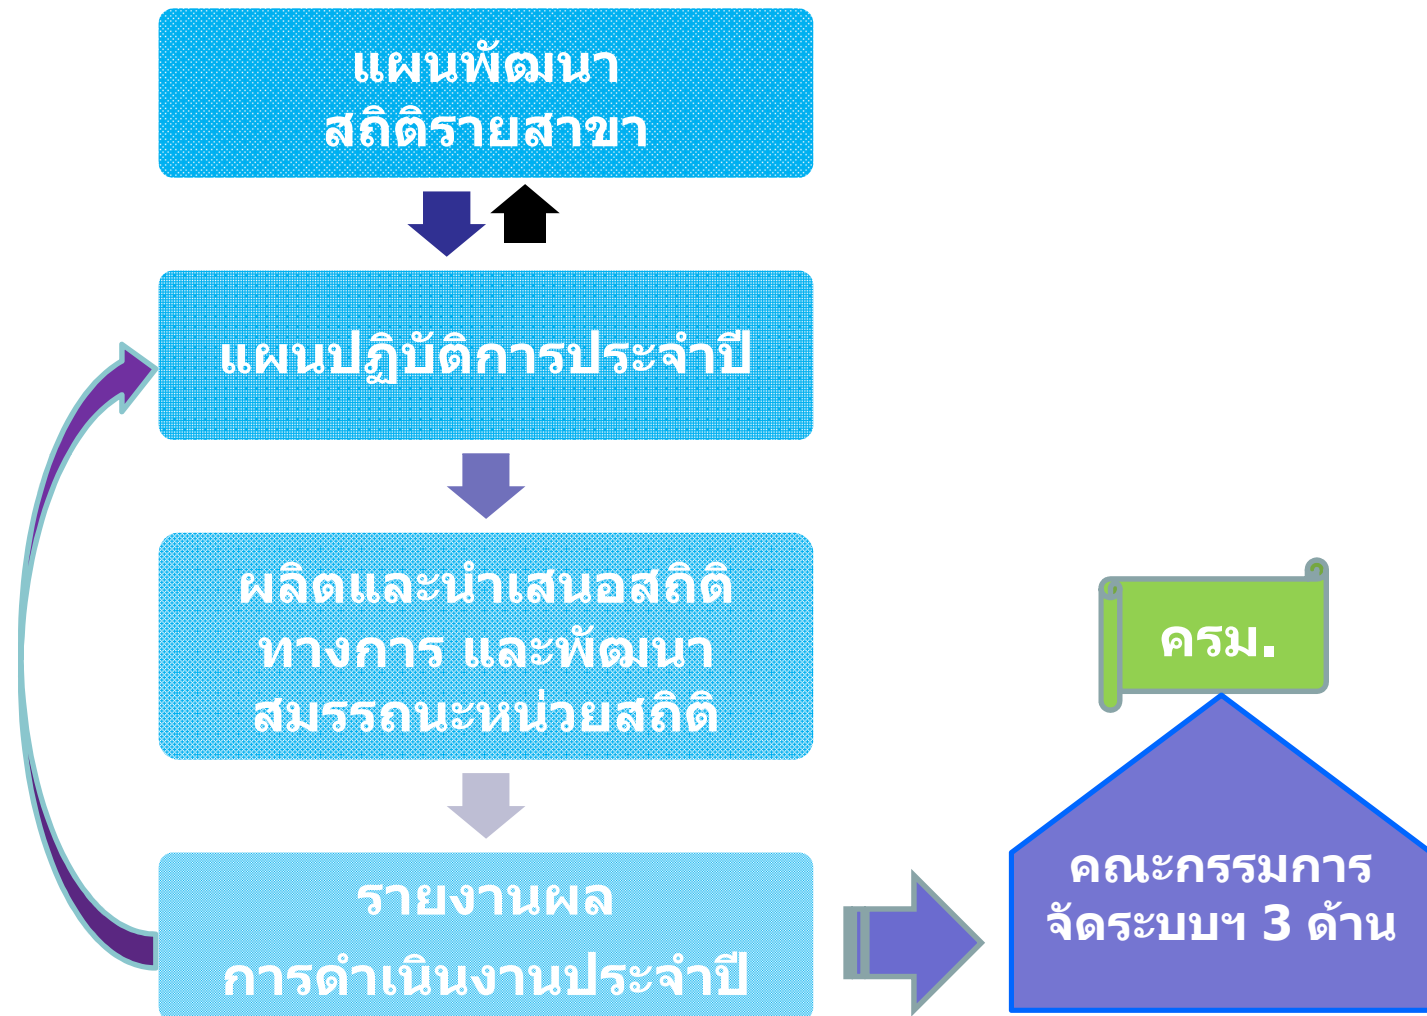 แผนพัฒนา
สถิติรายสาขา
แผนปฏิบัติการประจำปี
ผลิตและนำเสนอสถิติ
ทางการ และพัฒนา
สมรรถนะหน่วยสถิติ
ครม.
รายงานผล
การดำเนินงานประจำปี
คณะกรรมการ
จัดระบบฯ 3 ด้าน